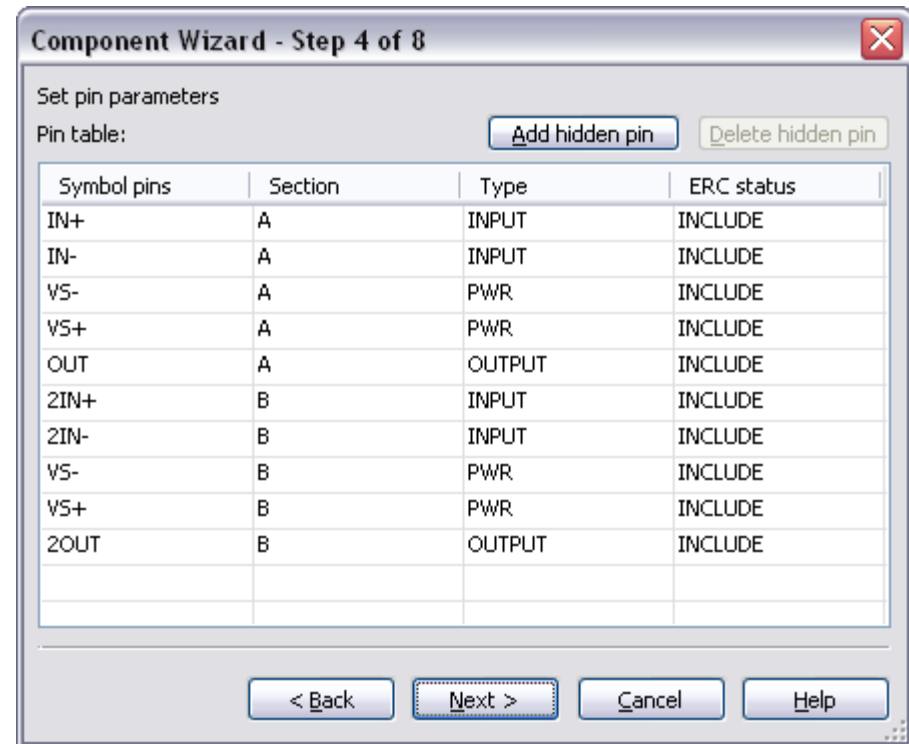 Component Wizard - Step 4 of 8
Set pin parameters
Pin table:
Add hidden pin
Delete hidden pin
Symbol pins Section Type ERC status
IN+ A INPUT INCLUDE
IN- A INPUT INCLUDE
VS- A PWR INCLUDE
VS+ A PWR INCLUDE
OUT A OUTPUT INCLUDE
2IN+ B INPUT INCLUDE
2IN- B INPUT INCLUDE
VS- B PWR INCLUDE
VS+ B PWR INCLUDE
2OUT B OUTPUT INCLUDE
< Back Next > Cancel Help